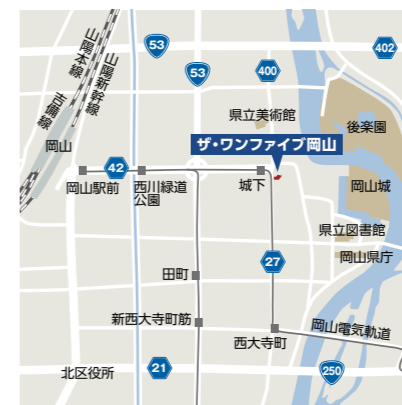 山陽本線
山陽新幹線
吉備線
岡山
53
53
400
402
県立美術館
後楽園
ザ・ワンファイブ岡山
42
岡山駅前
西川緑道
公園
城下
岡山城
県立図書館
岡山県庁
27
田町
新西大寺町筋
西大寺町
岡山電気軌道
北区役所
21
250